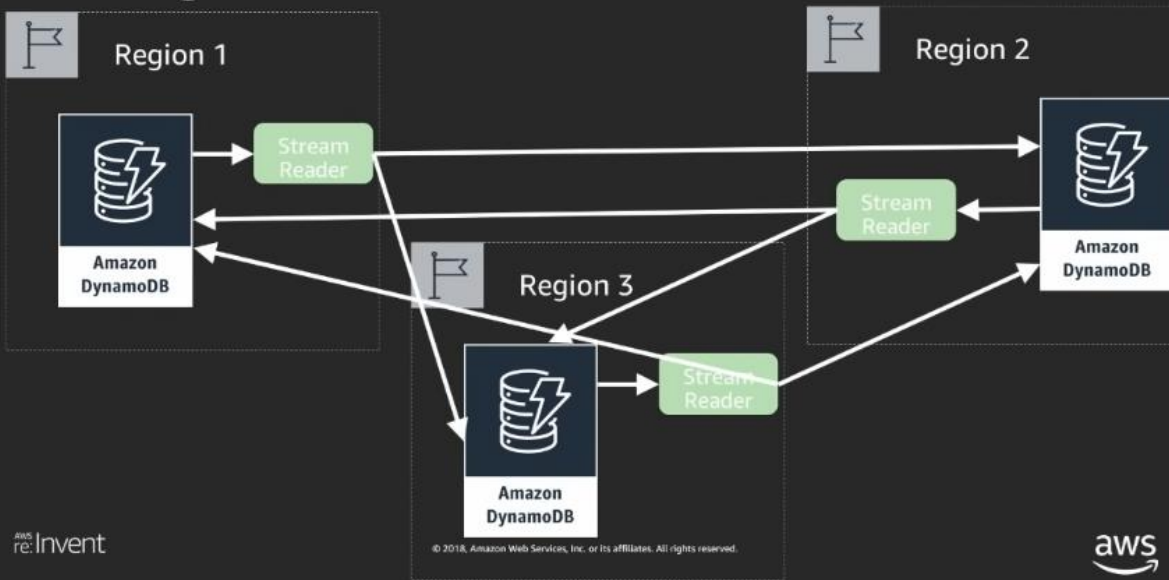 Region 1
Region 2
Stream
Reader
Stream
Reader
Amazon
DynamoDB
Amazon
DynamoDB
Region 3
Stream
Reader
Amazon
DynamoDB
AWS
re:Invent
© 2018, Amazon Web Services, Inc. or its affiliates. All rights reserved.
aws